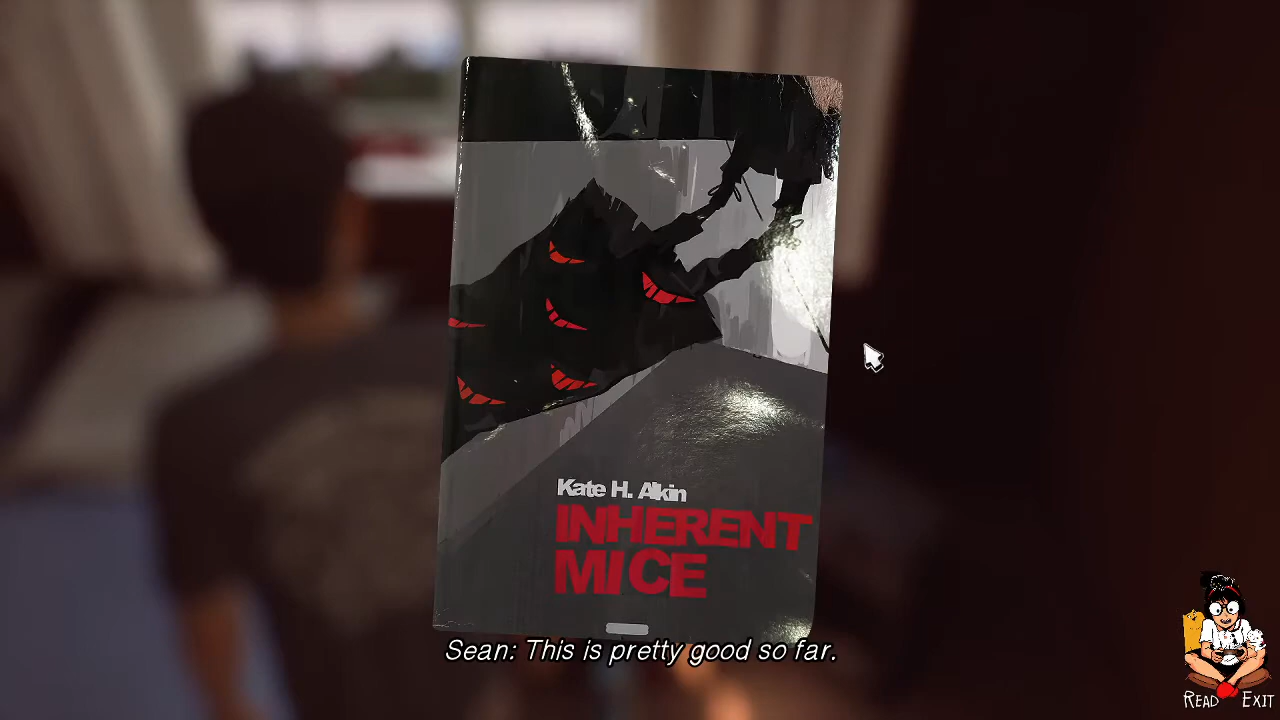 Kate H. Alkin
INHERENT
MICE
Sean: This is pretty good so far.
READ EXIT